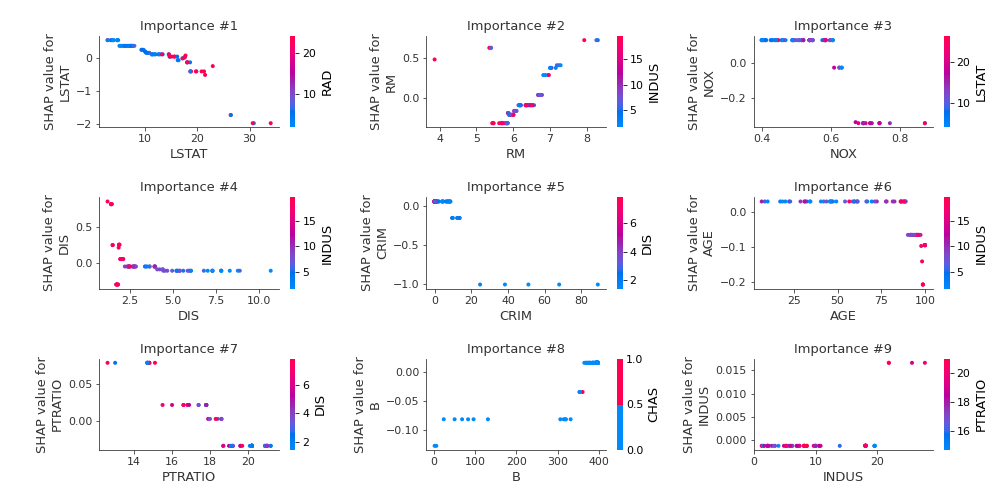 Importance #1
SHAP value for
LSTAT
0
−1
−2
10
20
30
LSTAT
20
10
RAD
Importance #2
SHAP value for
RM
0.5
0.0
4
5
6
7
8
RM
15
10
5
INDUS
Importance #3
SHAP value for
NOX
0.0
−0.2
0.4
0.6
0.8
NOX
20
10
LSTAT
Importance #4
SHAP value for
DIS
0.5
0.0
2.5
5.0
7.5
10.0
DIS
15
10
5
INDUS
Importance #5
SHAP value for
CRIM
0.0
−0.5
−1.0
0
20
40
60
80
CRIM
6
4
2
DIS
Importance #6
SHAP value for
AGE
0.0
−0.1
−0.2
25
50
75
100
AGE
15
10
5
INDUS
Importance #7
SHAP value for
PTRATIO
0.05
0.00
14
16
18
20
PTRATIO
6
4
2
DIS
Importance #8
SHAP value for
B
0.00
−0.05
−0.10
0
100
200
300
400
B
1.0
0.5
0.0
CHAS
Importance #9
SHAP value for
INDUS
0.015
0.010
0.005
0.000
0
10
20
INDUS
20
18
16
PTRATIO